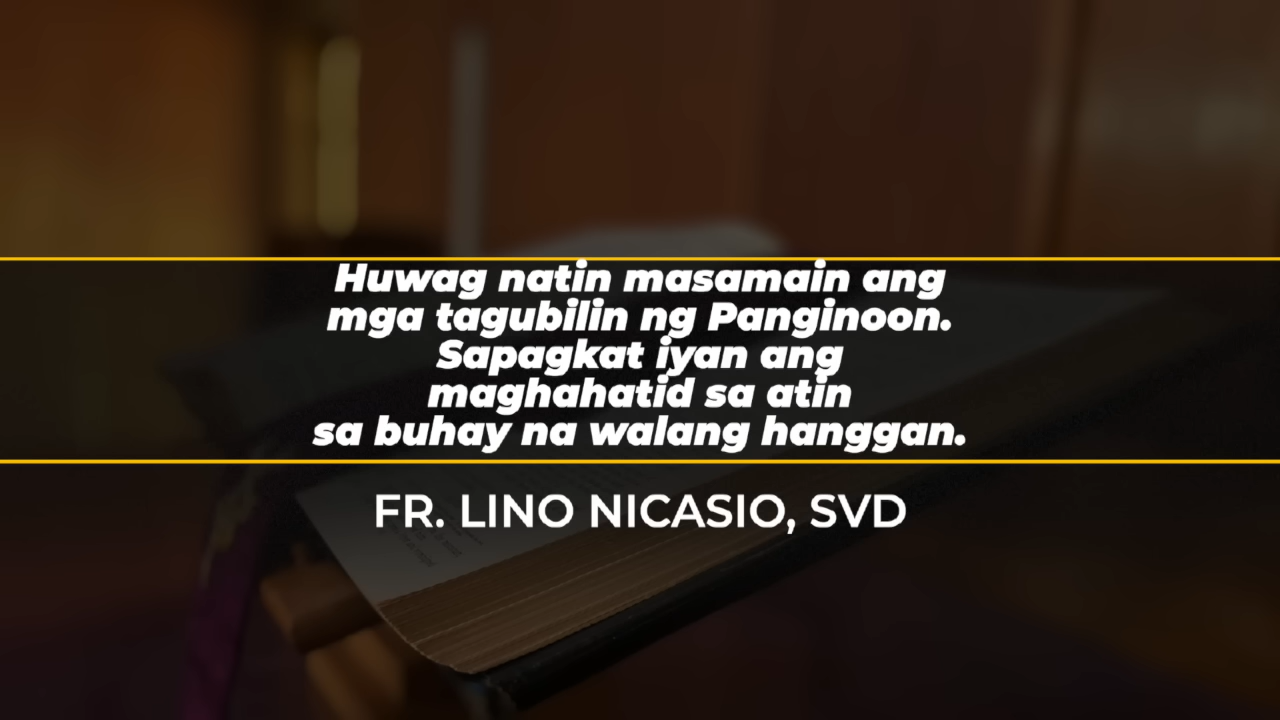 Huwag natin masamain ang
mga tagubilin ng Panginoon.
Sapagkat iyan ang
maghahatid sa atin
sa buhay na walang hanggan.
FR. LINO NICASIO, SVD